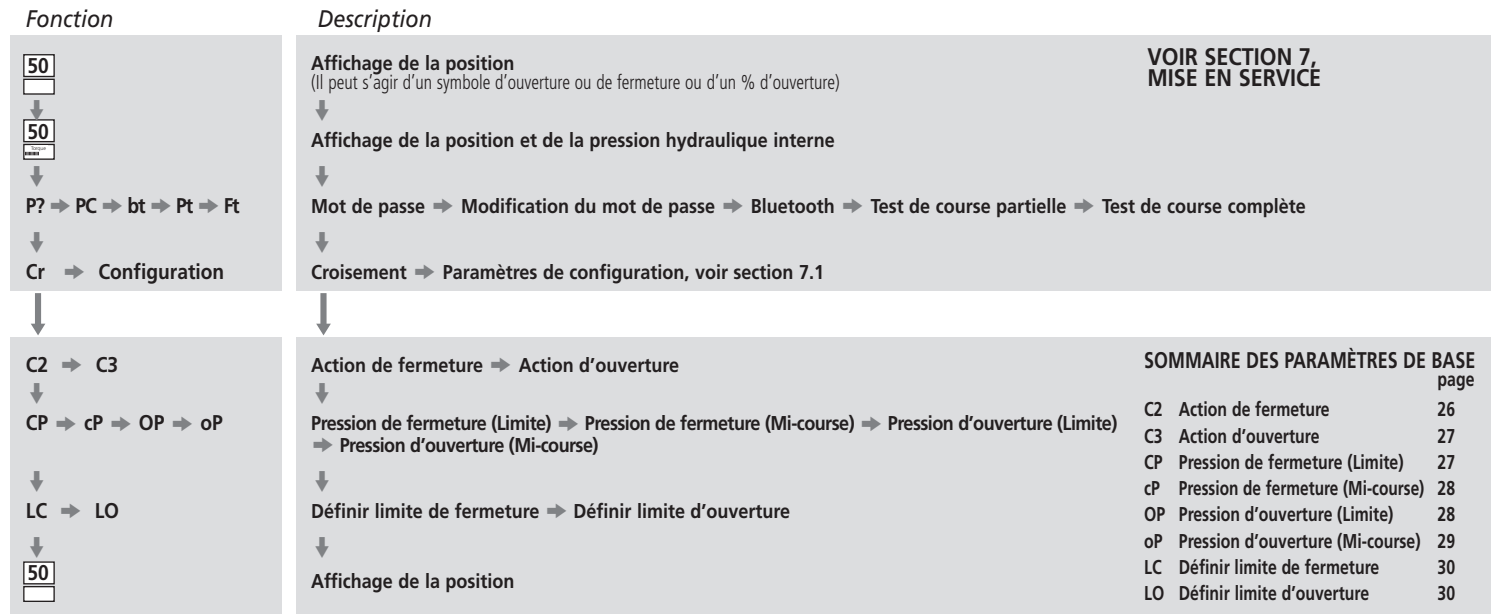 Fonction
Description
50
Affichage de la position
(Il peut s'agir d'un symbole d'ouverture ou de fermeture ou d'un % d'ouverture)
VOIR SECTION 7,
MISE EN SERVICE
50
Torque
Affichage de la position et de la pression hydraulique interne
P? ➡ PC ➡ bt ➡ Pt ➡ Ft
Mot de passe ➡ Modification du mot de passe ➡ Bluetooth ➡ Test de course partielle ➡ Test de course complète
Cr ➡ Configuration
Croisement ➡ Paramètres de configuration, voir section 7.1
C2 ➡ C3
Action de fermeture ➡ Action d'ouverture
CP ➡ cP ➡ OP ➡ oP
Pression de fermeture (Limite) ➡ Pression de fermeture (Mi-course) ➡ Pression d'ouverture (Limite)
➡ Pression d'ouverture (Mi-course)
LC ➡ LO
Définir limite de fermeture ➡ Définir limite d'ouverture
50
Affichage de la position
SOMMAIRE DES PARAMÈTRES DE BASE
page
C2 Action de fermeture 26
C3 Action d'ouverture 27
CP Pression de fermeture (Limite) 27
cP Pression de fermeture (Mi-course) 28
OP Pression d'ouverture (Limite) 28
oP Pression d'ouverture (Mi-course) 29
LC Définir limite de fermeture 30
LO Définir limite d'ouverture 30